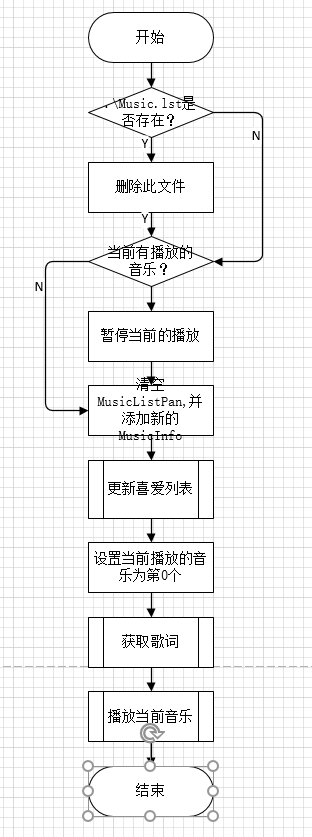 开始
.\Music.lst是
否存在？
N
Y
删除此文件
Y
当前有播放的
音乐？
N
暂停当前的播放
清空
MusicListPan,并
添加新的
MusicInfo
更新喜爱列表
设置当前播放的音
乐为第0个
获取歌词
播放当前音乐
结束